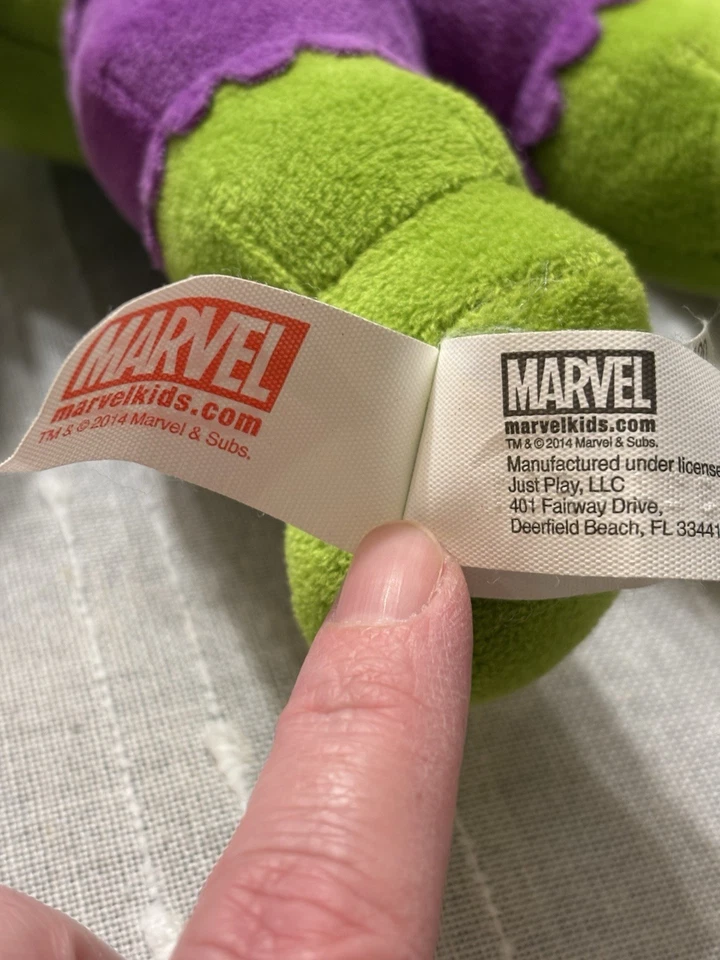 MARVEL
marvelkids.com
TM & © 2014 Marvel & Subs.
MARVEL
marvelkids.com
TM & © 2014 Marvel & Subs.
Manufactured under license
Just Play, LLC
401 Fairway Drive,
Deerfield Beach, FL 33441